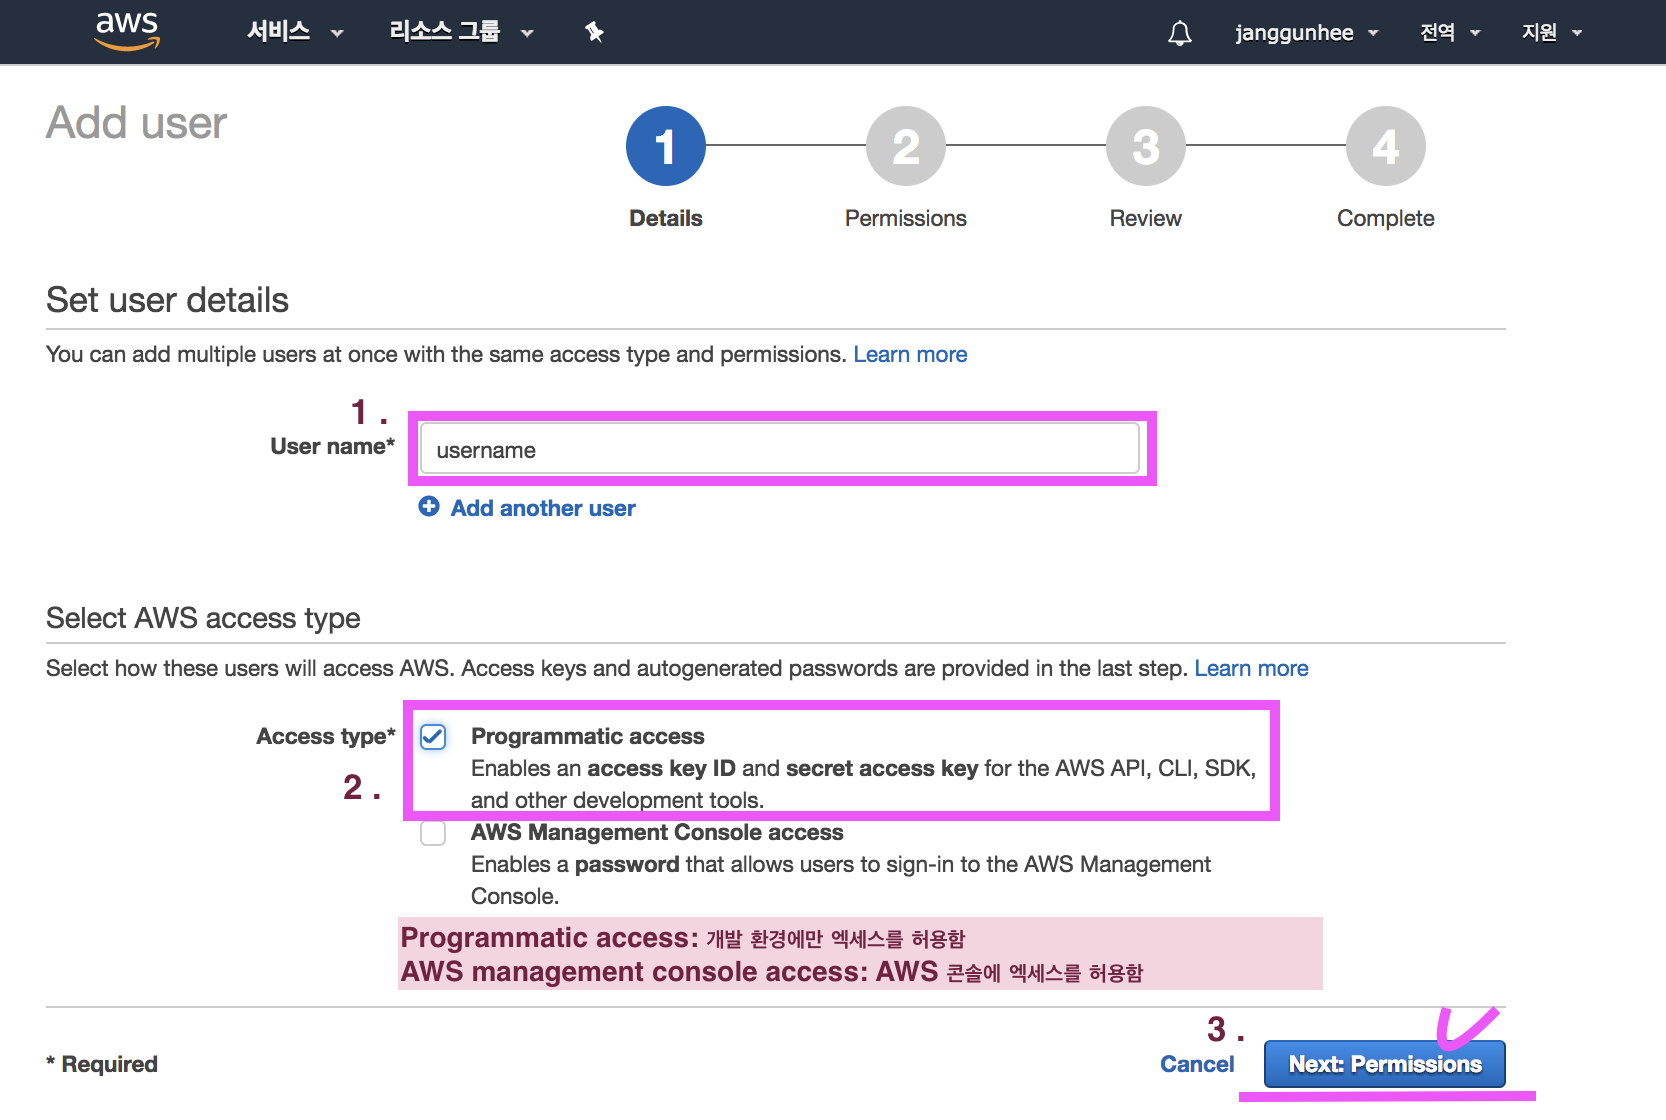 aws 서비스 리소스 그룹 janggunhee 전역 지원
Add user
1 2 3 4
Details Permissions Review Complete
Set user details
You can add multiple users at once with the same access type and permissions. Learn more
1 .
User name* username
Add another user
Select AWS access type
Select how these users will access AWS. Access keys and autogenerated passwords are provided in the last step. Learn more
Access type* Programmatic access
Enables an access key ID and secret access key for the AWS API, CLI, SDK,
2 .
and other development tools.
AWS Management Console access
Enables a password that allows users to sign-in to the AWS Management
Console.
Programmatic access: 개발 환경에만 엑세스를 허용함
AWS management console access: AWS 콘솔에 엑세스를 허용함
3 .
* Required Cancel Next: Permissions